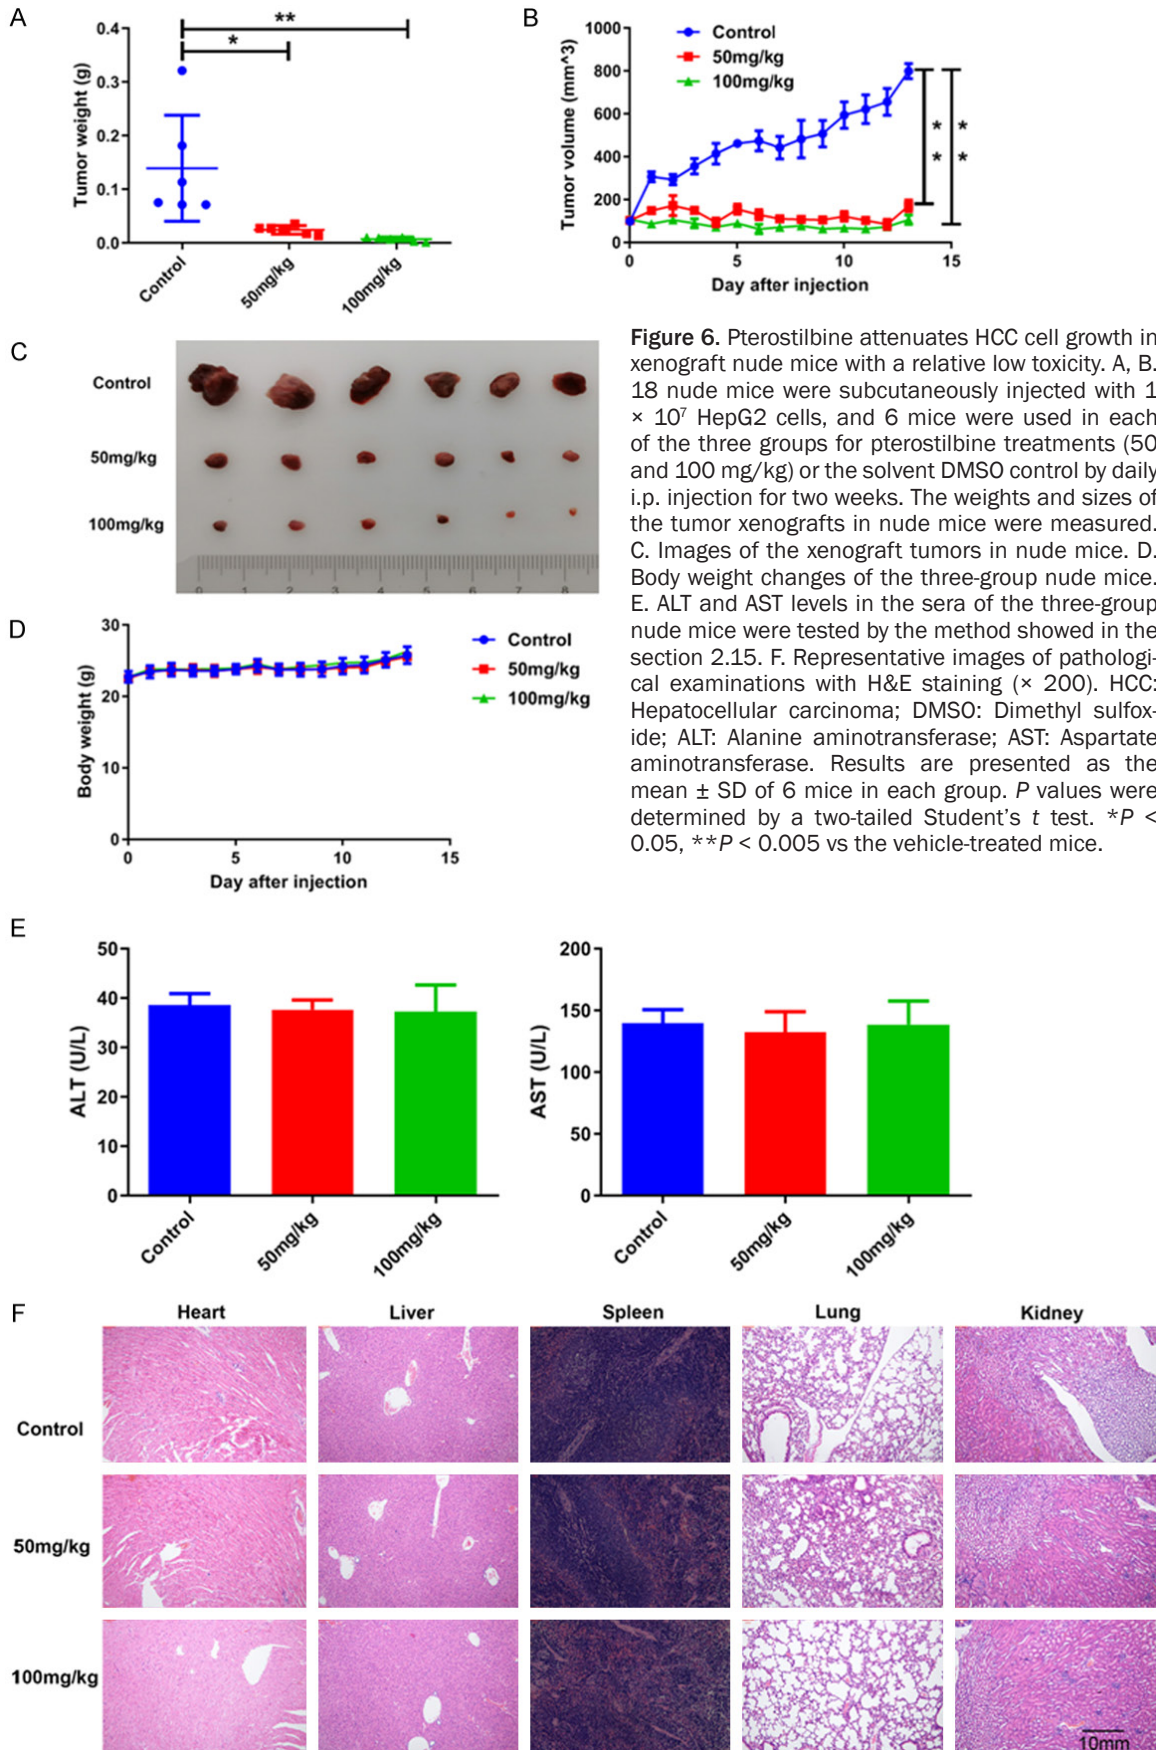 A
Tumor weight (g)
0.4
0.3
0.2
0.1
0.0
*
**
Control
50mg/kg
100mg/kg
B
Tumor volume (mm^3)
1000
800
600
400
200
0
0 5 10 15
Day after injection
Control
50mg/kg
100mg/kg
* *
* *
C
Control
50mg/kg
100mg/kg
0 1 2 3 4 5 6 7 8
Figure 6. Pterostilbine attenuates HCC cell growth in
xenograft nude mice with a relative low toxicity. A, B.
18 nude mice were subcutaneously injected with 1
× 10⁷ HepG2 cells, and 6 mice were used in each
of the three groups for pterostilbine treatments (50
and 100 mg/kg) or the solvent DMSO control by daily
i.p. injection for two weeks. The weights and sizes of
the tumor xenografts in nude mice were measured.
C. Images of the xenograft tumors in nude mice. D.
Body weight changes of the three-group nude mice.
E. ALT and AST levels in the sera of the three-group
nude mice were tested by the method showed in the
section 2.15. F. Representative images of pathologi-
cal examinations with H&E staining (× 200). HCC:
Hepatocellular carcinoma; DMSO: Dimethyl sulfox-
ide; ALT: Alanine aminotransferase; AST: Aspartate
aminotransferase. Results are presented as the
mean ± SD of 6 mice in each group. P values were
determined by a two-tailed Student's t test. *P <
0.05, **P < 0.005 vs the vehicle-treated mice.
D
Body weight (g)
30
20
10
0
0 5 10 15
Day after injection
Control
50mg/kg
100mg/kg
E
ALT (U/L)
50
40
30
20
10
0
Control
50mg/kg
100mg/kg
AST (U/L)
200
150
100
50
0
Control
50mg/kg
100mg/kg
F
Heart Liver Spleen Lung Kidney
Control
50mg/kg
100mg/kg
10mm